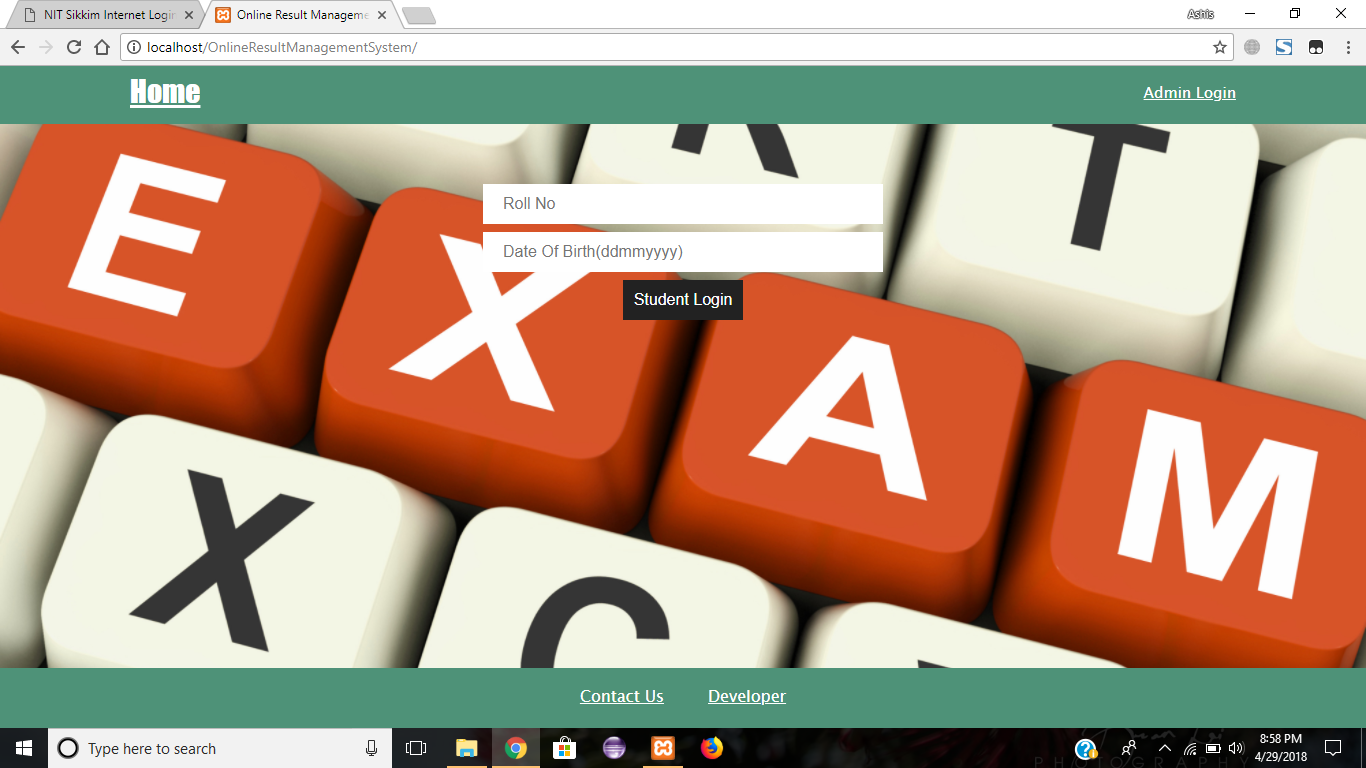 NIT Sikkim Internet Login
Online Result Manageme
Ashis
localhost/OnlineResultManagementSystem/
Home
Admin Login
T
E
X
A
M
Roll No
Date Of Birth(ddmmyyyy)
Student Login
X
C
Contact Us
Developer
Type here to search
8:58 PM
4/29/2018
PHOTOGRAPHY